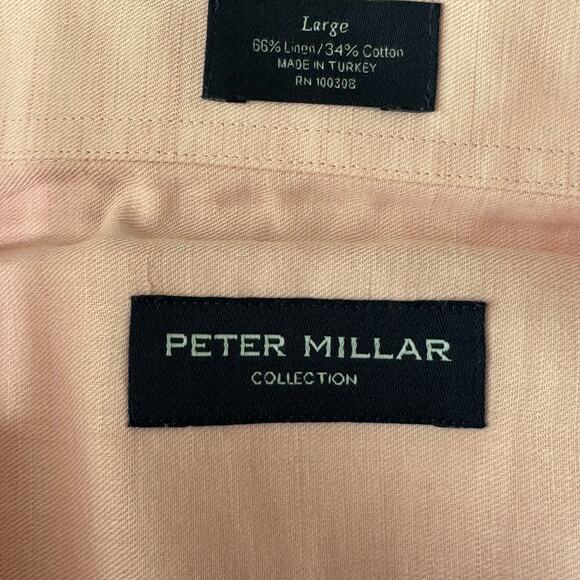 Large
66% Linen/34% Cotton
MADE IN TURKEY
RN 100308
PETER MILLAR
COLLECTION